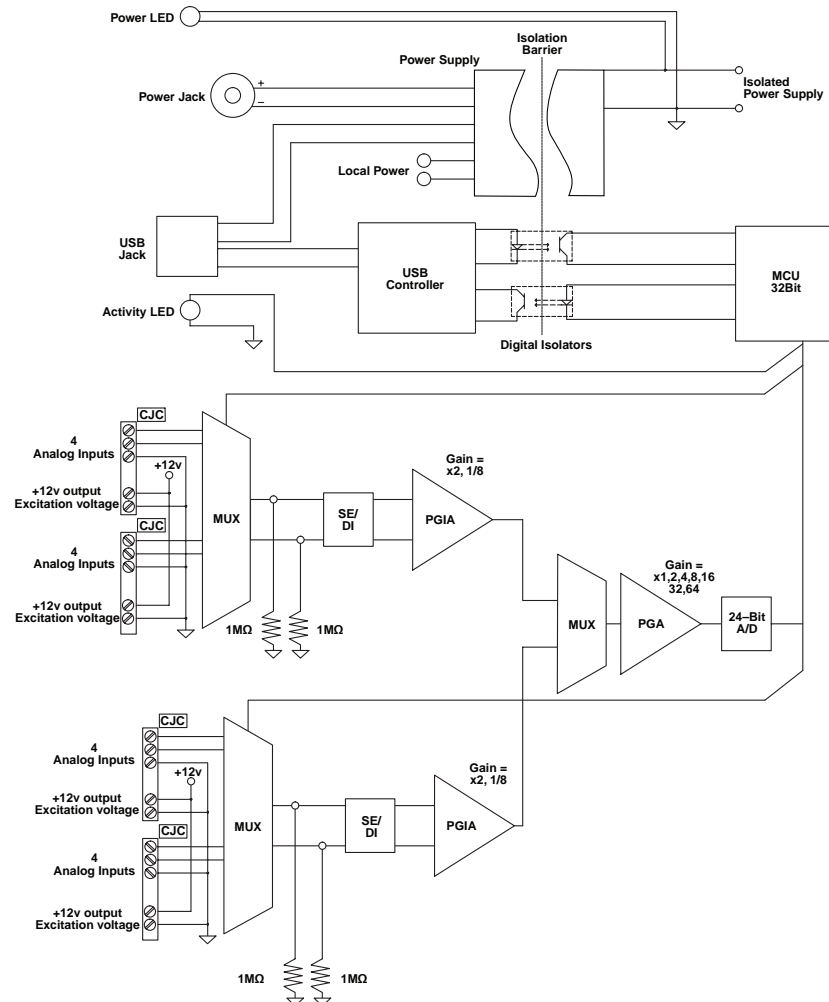 Power LED
Isolation
Barrier
Power Supply
Isolated
Power Supply
Power Jack
+
–
Local Power
USB
Jack
USB
Controller
MCU
32Bit
Activity LED
Digital Isolators
CJC
4
Analog Inputs
+12v
+12v output
Excitation voltage
CJC
4
Analog Inputs
+12v output
Excitation voltage
MUX
1MΩ
1MΩ
SE/
DI
Gain =
x2, 1/8
PGIA
MUX
Gain =
x1,2,4,8,16
32,64
PGA
24–Bit
A/D
CJC
4
Analog Inputs
+12v
+12v output
Excitation voltage
CJC
4
Analog Inputs
+12v output
Excitation voltage
MUX
1MΩ
1MΩ
SE/
DI
Gain =
x2, 1/8
PGIA